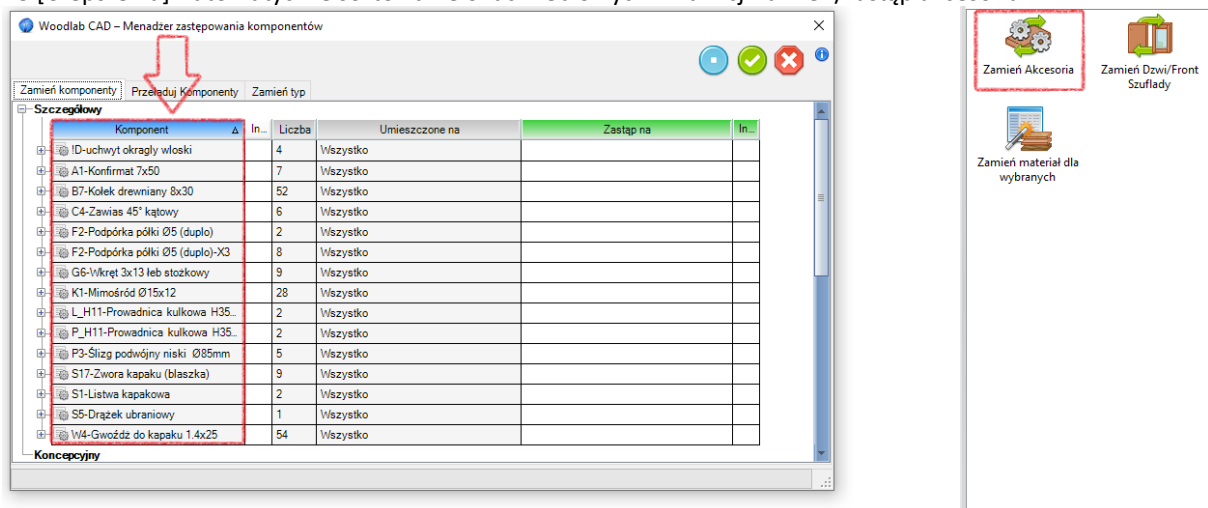 Woodlab CAD – Menadżer zastępowania komponentów
Zamień komponenty Przeładuj Komponenty Zamień typ
Szczegółowy
Komponent In... Liczba Umieszczone na Zastąp na In...
!D-uchwyt okragly wloski 4 Wszystko
A1-Konfirmat 7x50 7 Wszystko
B7-Kołek drewniany 8x30 52 Wszystko
C4-Zawias 45° kątowy 6 Wszystko
F2-Podpórka półki Ø5 (duplo) 2 Wszystko
F2-Podpórka półki Ø5 (duplo)-X3 8 Wszystko
G6-Wkręt 3x13 łeb stożkowy 9 Wszystko
K1-Mimośród Ø15x12 28 Wszystko
L_H11-Prowadnica kulkowa H35... 2 Wszystko
P_H11-Prowadnica kulkowa H35... 2 Wszystko
P3-Ślizg podwójny niski Ø85mm 5 Wszystko
S17-Zwora kapaku (blaszka) 9 Wszystko
S1-Listwa kapakowa 2 Wszystko
S5-Drążek ubraniowy 1 Wszystko
W4-Gwoźdź do kapaku 1.4x25 54 Wszystko
Koncepcyjny
Zamień Akcesoria
Zamień Dzwi/Front
Szuflady
Zamień materiał dla
wybranych